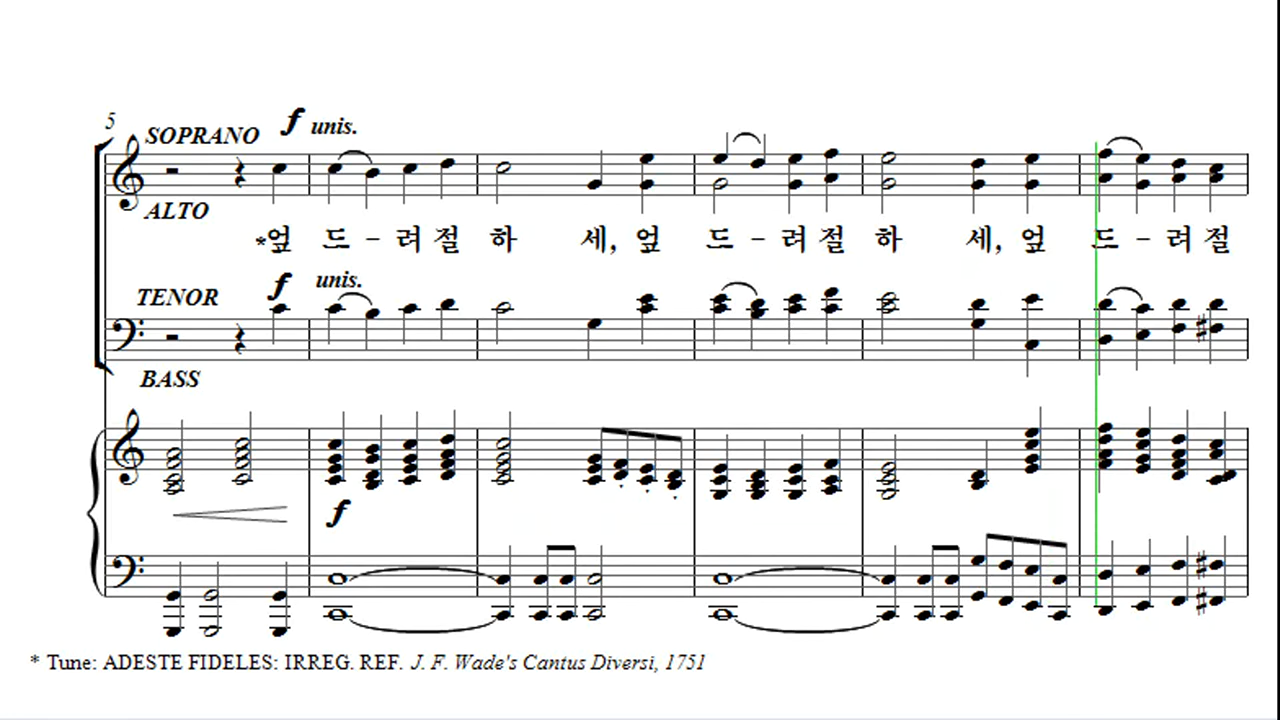 5
SOPRANO f unis.
ALTO
*엎 드 - 려 절 하 세, 엎 드 - 려 절 하 세, 엎 드 - 려 절
TENOR f unis.
BASS
f
* Tune: ADESTE FIDELES: IRREG. REF. J. F. Wade's Cantus Diversi, 1751